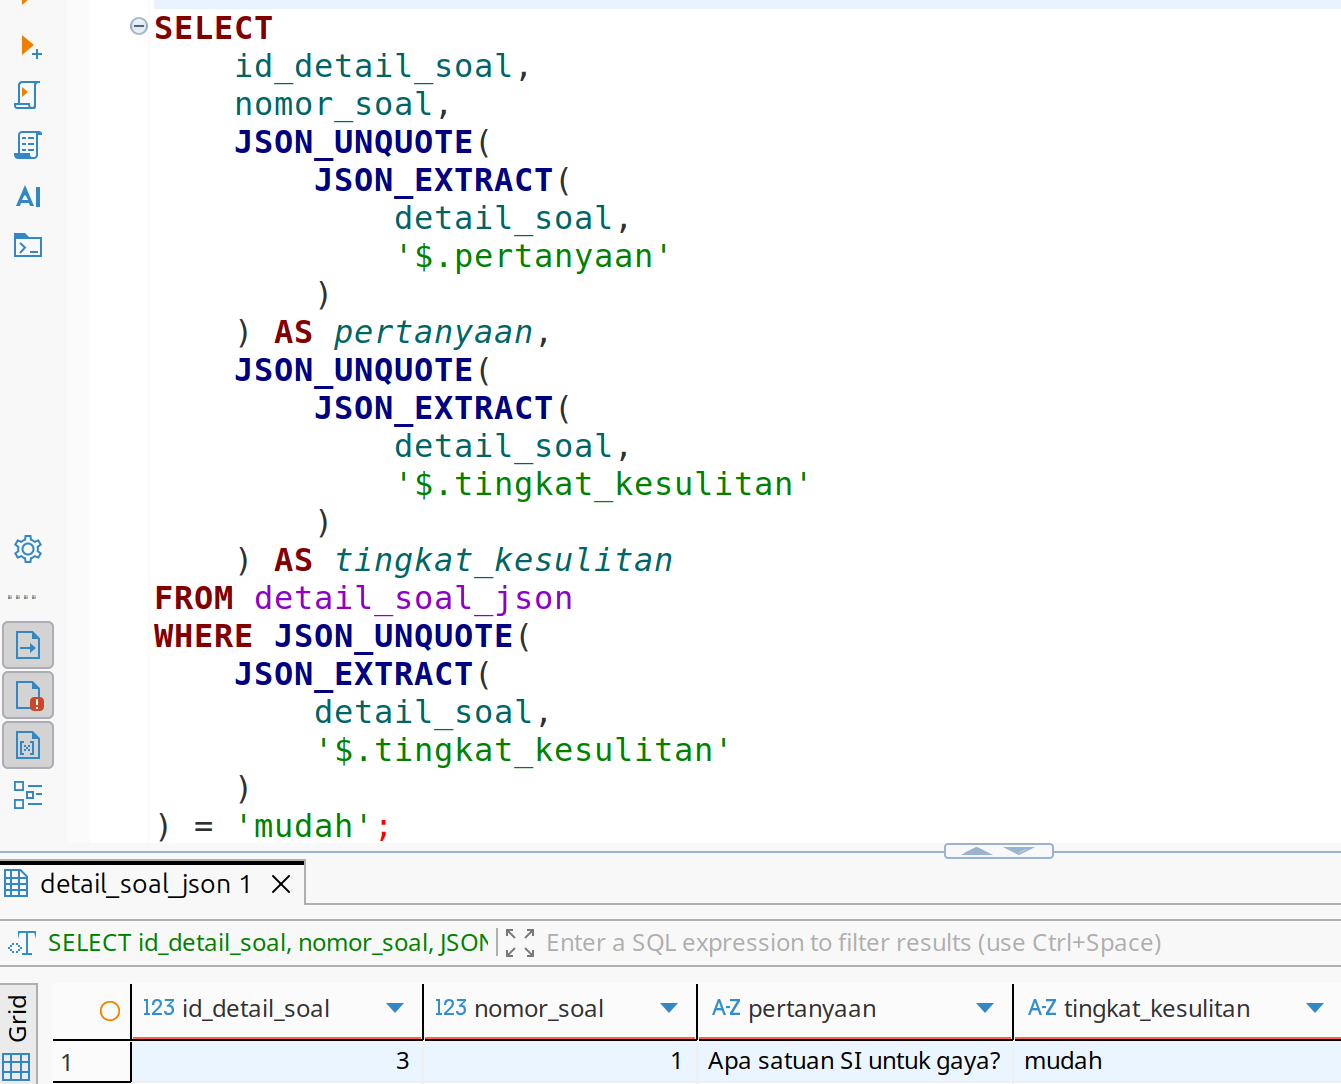 SELECT
id_detail_soal,
nomor_soal,
JSON_UNQUOTE(
JSON_EXTRACT(
detail_soal,
'$.pertanyaan'
)
) AS pertanyaan,
JSON_UNQUOTE(
JSON_EXTRACT(
detail_soal,
'$.tingkat_kesulitan'
)
) AS tingkat_kesulitan
FROM detail_soal_json
WHERE JSON_UNQUOTE(
JSON_EXTRACT(
detail_soal,
'$.tingkat_kesulitan'
)
) = 'mudah';
AI
detail_soal_json 1
SELECT id_detail_soal, nomor_soal, JSON
Enter a SQL expression to filter results (use Ctrl+Space)
Grid
123 id_detail_soal 123 nomor_soal A-Z pertanyaan A-Z tingkat_kesulitan
1 3 1 Apa satuan SI untuk gaya? mudah